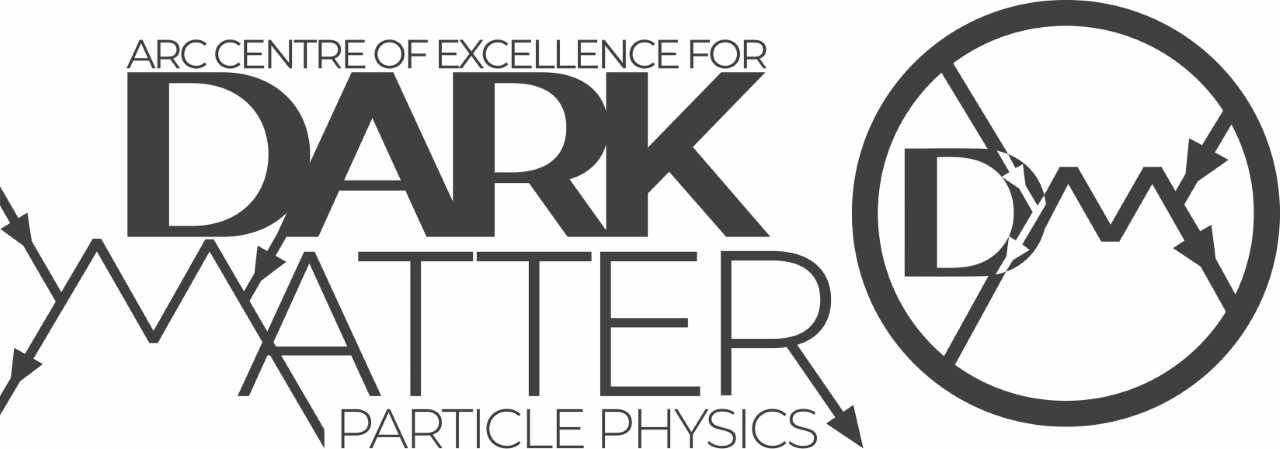 ARC CENTRE OF EXCELLENCE FOR
DARK
MATTER
PARTICLE PHYSICS
DM